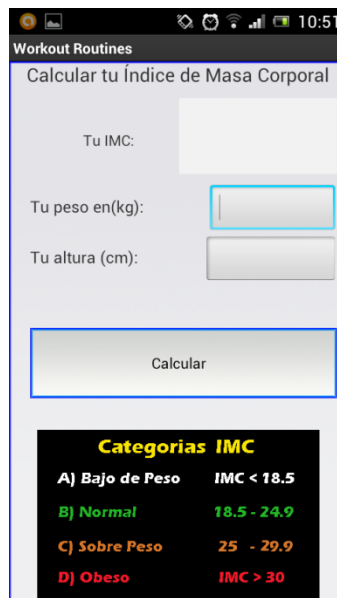 10:51
Workout Routines
Calcular tu Índice de Masa Corporal
Tu IMC:
Tu peso en(kg):
Tu altura (cm):
Calcular
Categorias IMC
A) Bajo de Peso IMC < 18.5
B) Normal 18.5 - 24.9
C) Sobre Peso 25 - 29.9
D) Obeso IMC > 30